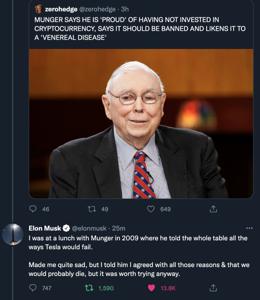 zerohedge @zerohedge · 3h
MUNGER SAYS HE IS 'PROUD' OF HAVING NOT INVESTED IN
CRYPTOCURRENCY, SAYS IT SHOULD BE BANNED AND LIKENS IT TO
A 'VENEREAL DISEASE'
46 49 649
Elon Musk @elonmusk · 25m
I was at a lunch with Munger in 2009 where he told the whole table all the
ways Tesla would fail.
Made me quite sad, but I told him I agreed with all those reasons & that we
would probably die, but it was worth trying anyway.
747 1,590 13.8K